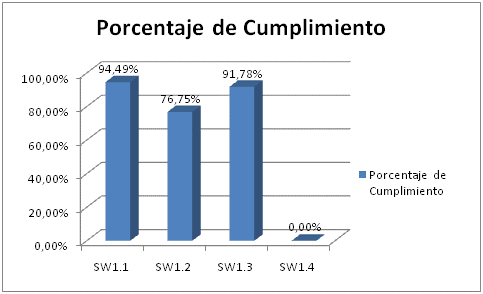 Porcentaje de Cumplimiento
94,49%
91,78%
76,75%
0,00%
100,00%
80,00%
60,00%
40,00%
20,00%
0,00%
SW1.1 SW1.2 SW1.3 SW1.4
Porcentaje de
Cumplimiento